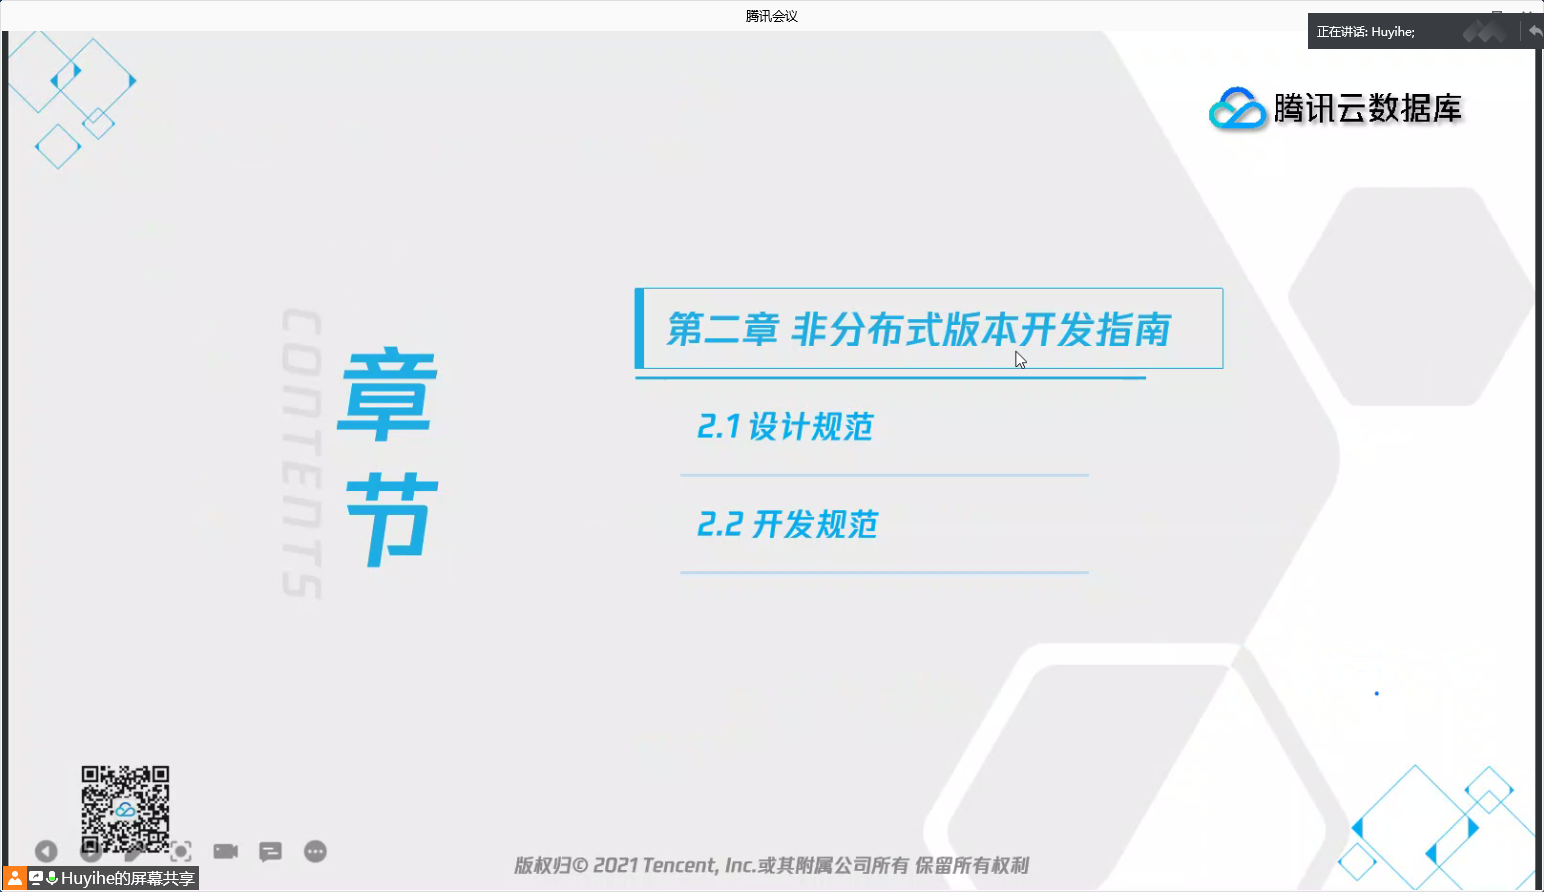 腾讯会议
正在讲话: Huyihe;
腾讯云数据库
CONTENTS
章节
第二章 非分布式版本开发指南
2.1 设计规范
2.2 开发规范
版权归© 2021 Tencent, Inc.或其附属公司所有 保留所有权利
Huyihe的屏幕共享